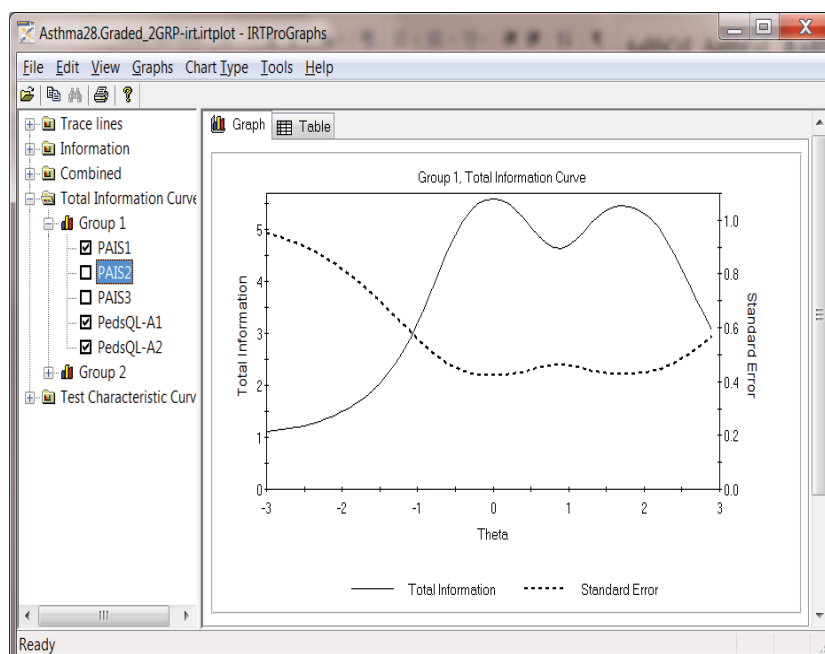 Asthma28.Graded_2GRP-irt.irtplot - IRTProGraphs
File Edit View Graphs Chart Type Tools Help
Trace lines
Information
Combined
Total Information Curve
Group 1
PAIS1
PAIS2
PAIS3
PedsQL-A1
PedsQL-A2
Group 2
Test Characteristic Curv
Graph Table
Group 1, Total Information Curve
Total Information
5
4
3
2
1
0
-3 -2 -1 0 1 2 3
Theta
1.0
0.8
0.6
0.4
0.2
0.0
Standard Error
Total Information Standard Error
Ready